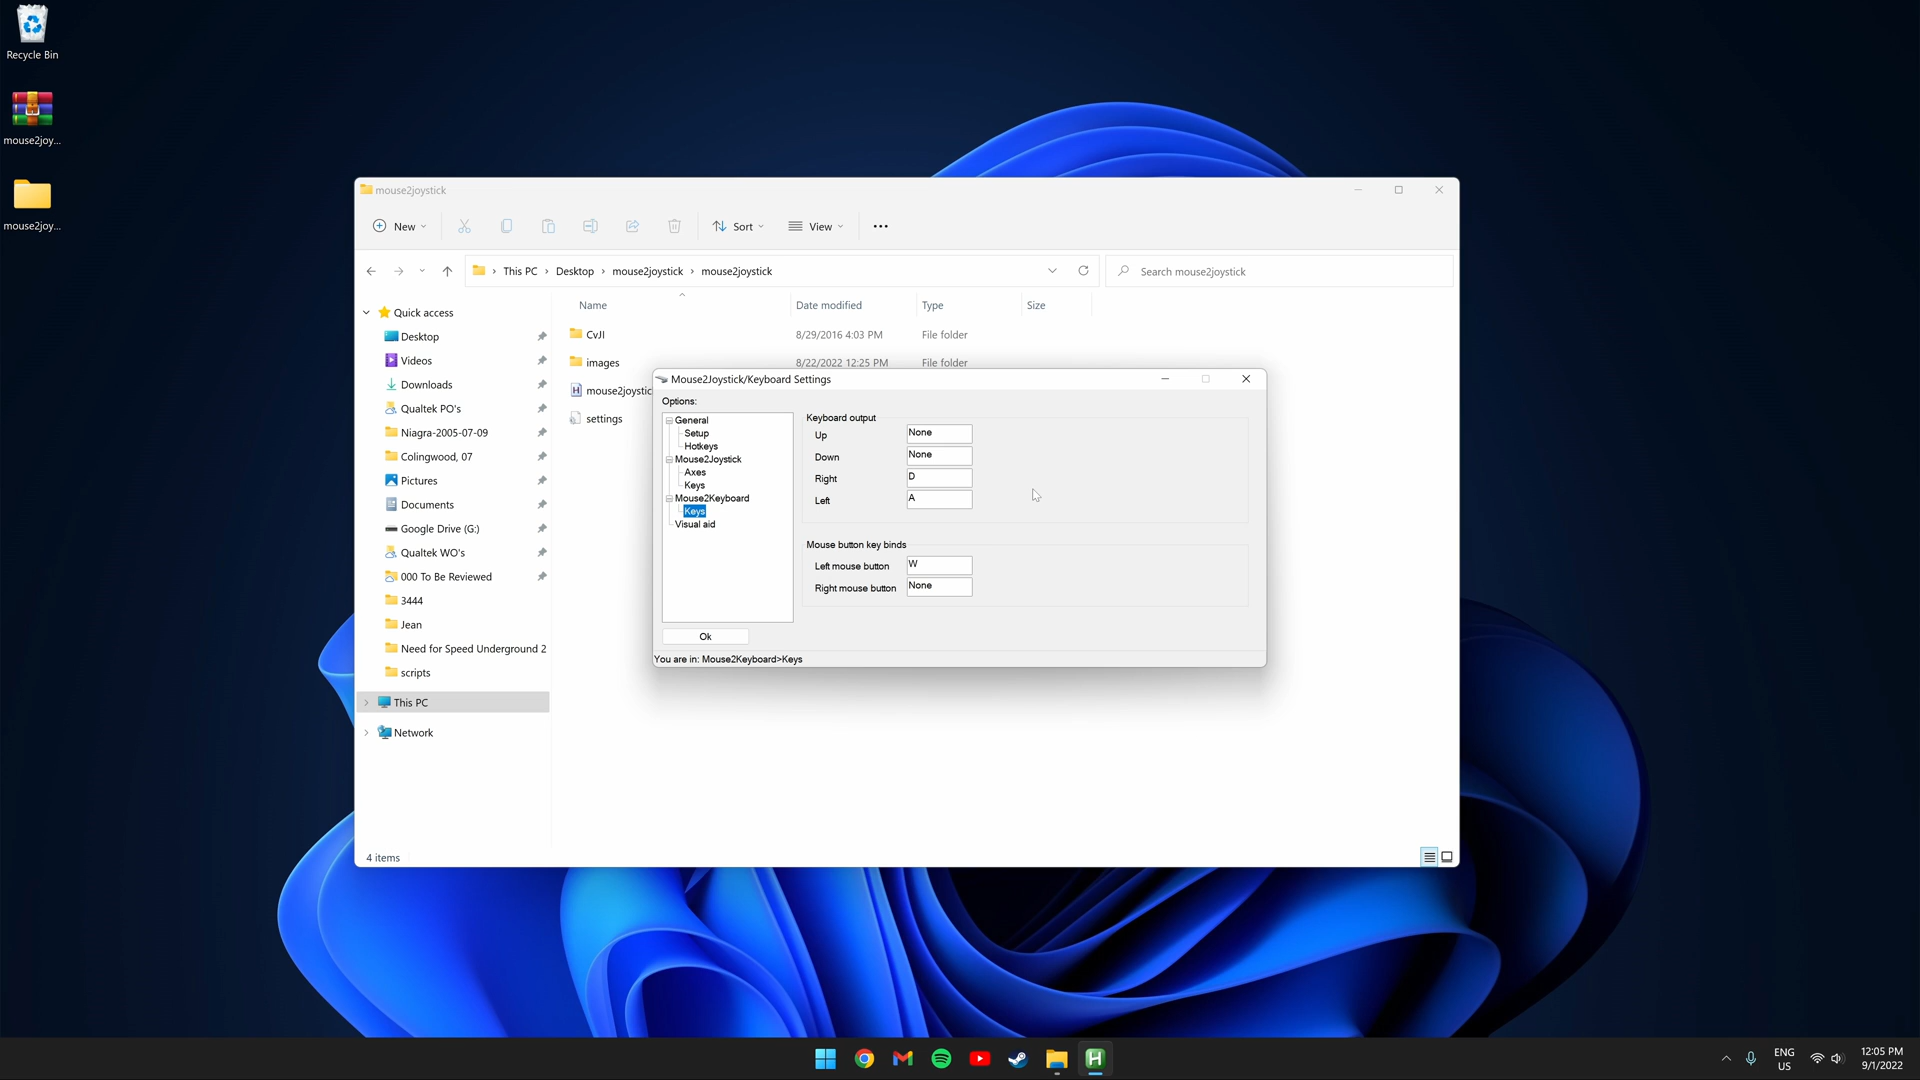 Recycle Bin
mouse2joy...
mouse2joy...
mouse2joystick
New
Sort
View
This PC > Desktop > mouse2joystick > mouse2joystick
Search mouse2joystick
Name Date modified Type Size
CvJI 8/29/2016 4:03 PM File folder
images 8/22/2022 12:25 PM File folder
mouse2joystic
settings
Quick access
Desktop
Videos
Downloads
Qualtek PO's
Niagra-2005-07-09
Colingwood, 07
Pictures
Documents
Google Drive (G:)
Qualtek WO's
000 To Be Reviewed
3444
Jean
Need for Speed Underground 2
scripts
This PC
Network
4 items
Mouse2Joystick/Keyboard Settings
Options:
General
Setup
Hotkeys
Mouse2Joystick
Axes
Keys
Mouse2Keyboard
Keys
Visual aid
Keyboard output
Up None
Down None
Right D
Left A
Mouse button key binds
Left mouse button W
Right mouse button None
Ok
You are in: Mouse2Keyboard>Keys
H
ENG
US
12:05 PM
9/1/2022